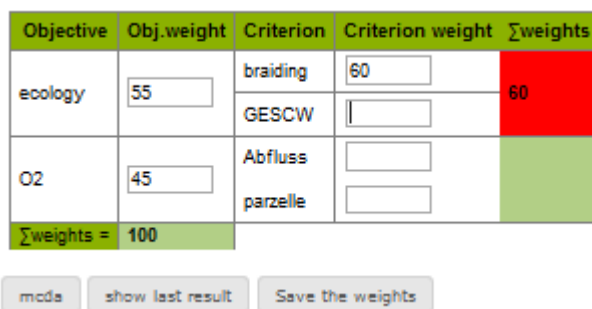 Objective Obj.weight Criterion Criterion weight ∑weights
ecology 55 braiding 60 60
GESCW
O2 45 Abfluss
parzelle
∑weights = 100
mcda show last result Save the weights